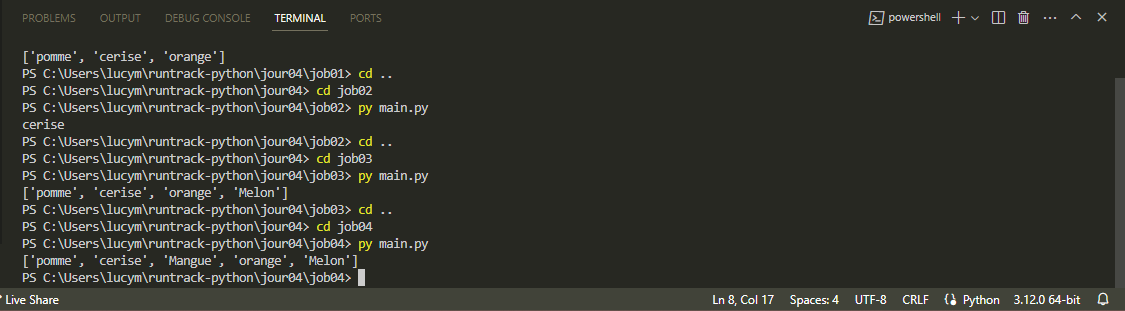 PROBLEMS OUTPUT DEBUG CONSOLE TERMINAL PORTS powershell
['pomme', 'cerise', 'orange']
PS C:\Users\lucym\runtrack-python\jour04\job01> cd ..
PS C:\Users\lucym\runtrack-python\jour04> cd job02
PS C:\Users\lucym\runtrack-python\jour04\job02> py main.py
cerise
PS C:\Users\lucym\runtrack-python\jour04\job02> cd ..
PS C:\Users\lucym\runtrack-python\jour04> cd job03
PS C:\Users\lucym\runtrack-python\jour04\job03> py main.py
['pomme', 'cerise', 'orange', 'Melon']
PS C:\Users\lucym\runtrack-python\jour04\job03> cd ..
PS C:\Users\lucym\runtrack-python\jour04> cd job04
PS C:\Users\lucym\runtrack-python\jour04\job04> py main.py
['pomme', 'cerise', 'Mangue', 'orange', 'Melon']
PS C:\Users\lucym\runtrack-python\jour04\job04>
Live Share Ln 8, Col 17 Spaces: 4 UTF-8 CRLF Python 3.12.0 64-bit